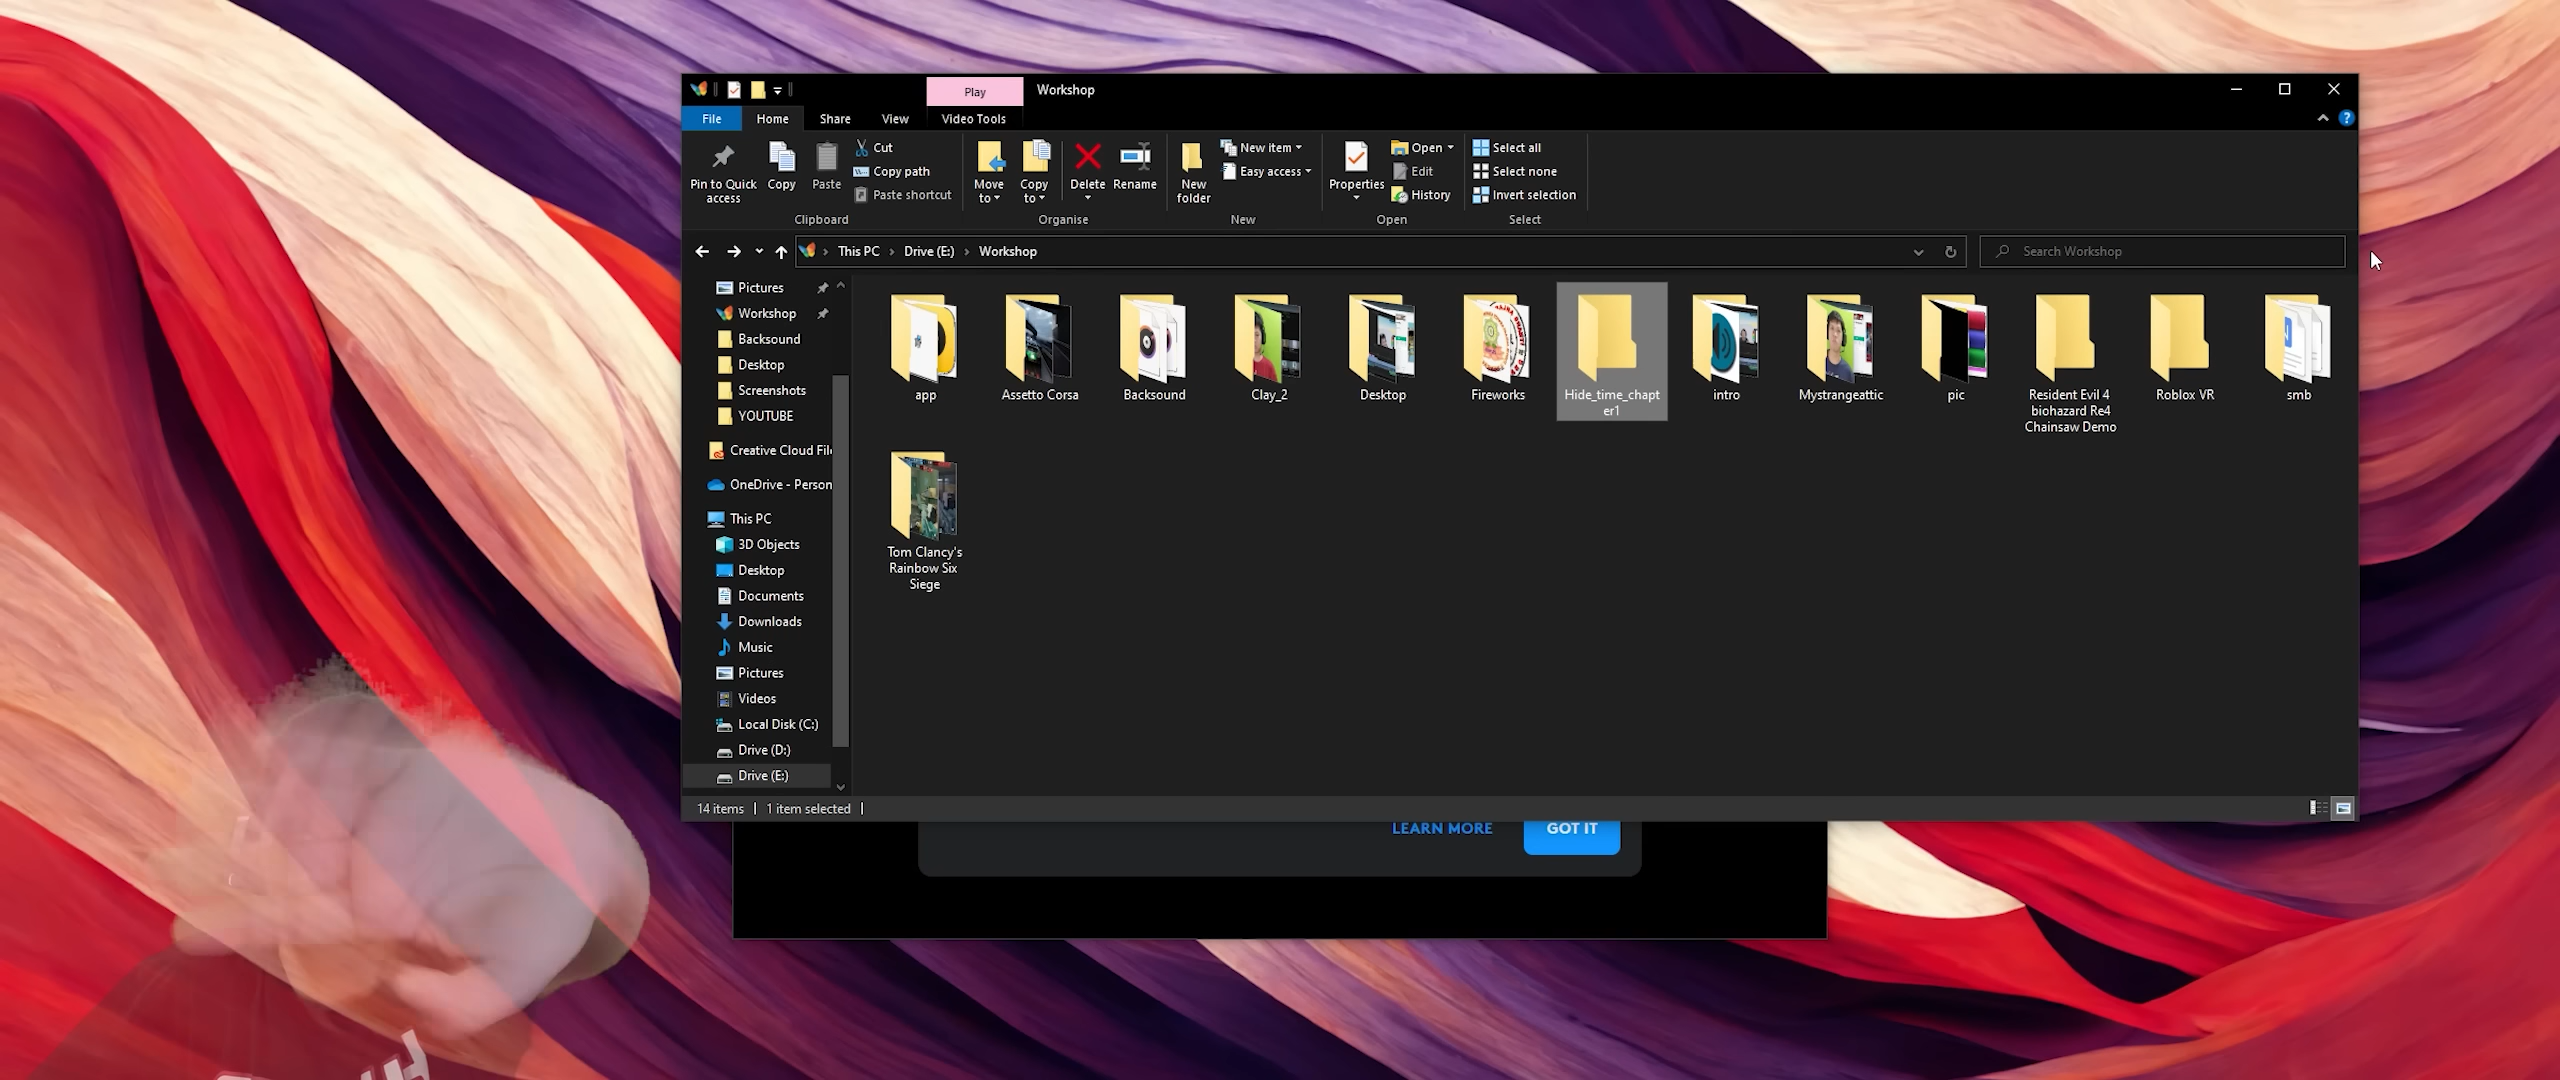 Play
Workshop
File
Home
Share
View
Video Tools
Pin to Quick
access
Copy
Paste
Cut
Copy path
Paste shortcut
Clipboard
Move
to
Copy
to
Delete
Rename
Organise
New
folder
New item
Easy access
New
Properties
Open
Edit
History
Open
Select all
Select none
Invert selection
Select
This PC
Drive (E:)
Workshop
Search Workshop
Pictures
Workshop
Backsound
Desktop
Screenshots
YOUTUBE
Creative Cloud Fil
OneDrive - Person
This PC
3D Objects
Desktop
Documents
Downloads
Music
Pictures
Videos
Local Disk (C:)
Drive (D:)
Drive (E:)
app
Assetto Corsa
Backsound
Clay_2
Desktop
Fireworks
Hide_time_chapt
er1
intro
Mystrangeattic
pic
Resident Evil 4
biohazard Re4
Chainsaw Demo
Roblox VR
smb
Tom Clancy's
Rainbow Six
Siege
14 items
1 item selected
LEARN MORE
GOT IT